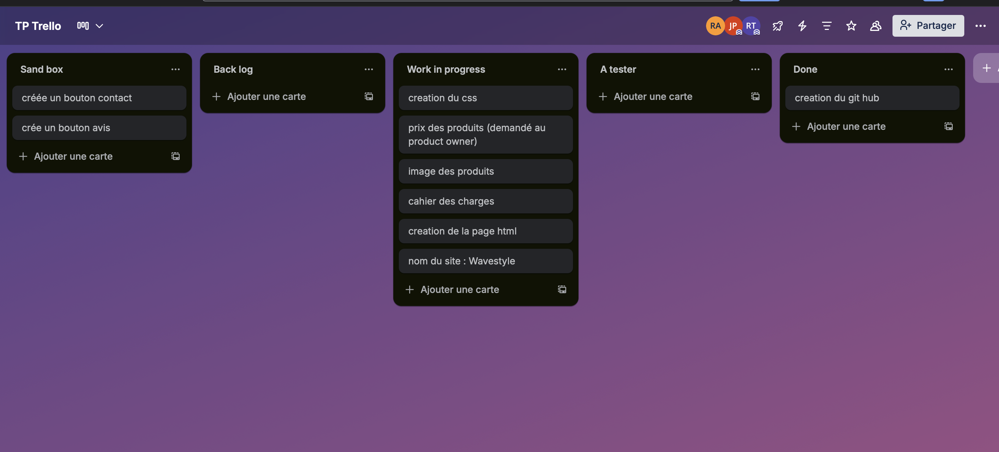 TP Trello
RA JP RT
Partager
Sand box
créée un bouton contact
crée un bouton avis
Ajouter une carte
Back log
Ajouter une carte
Work in progress
creation du css
prix des produits (demandé au
product owner)
image des produits
cahier des charges
creation de la page html
nom du site : Wavestyle
Ajouter une carte
A tester
Ajouter une carte
Done
creation du git hub
Ajouter une carte